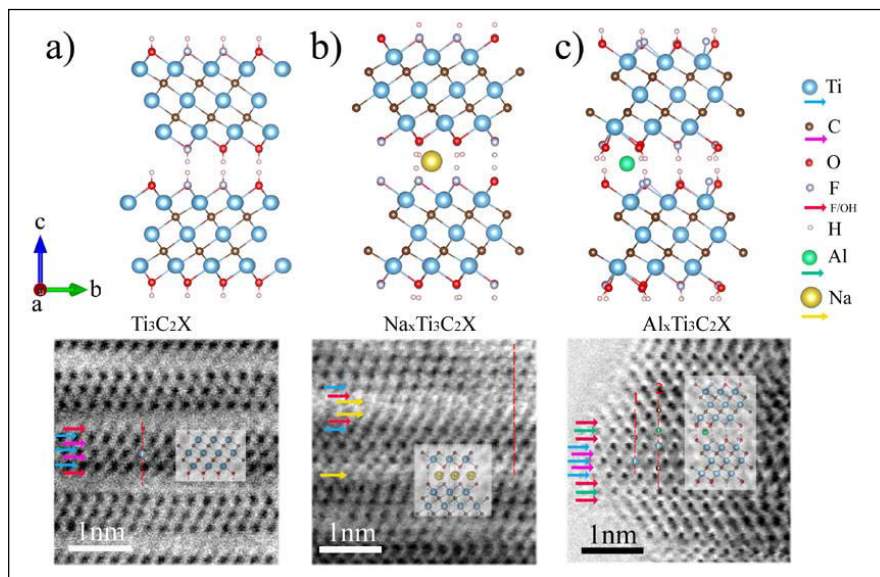 a)
b)
c)
Ti
C
O
F
F/OH
H
Al
Na
c
a
b
Ti3C2X
NaxTi3C2X
AlxTi3C2X
1nm
1nm
1nm